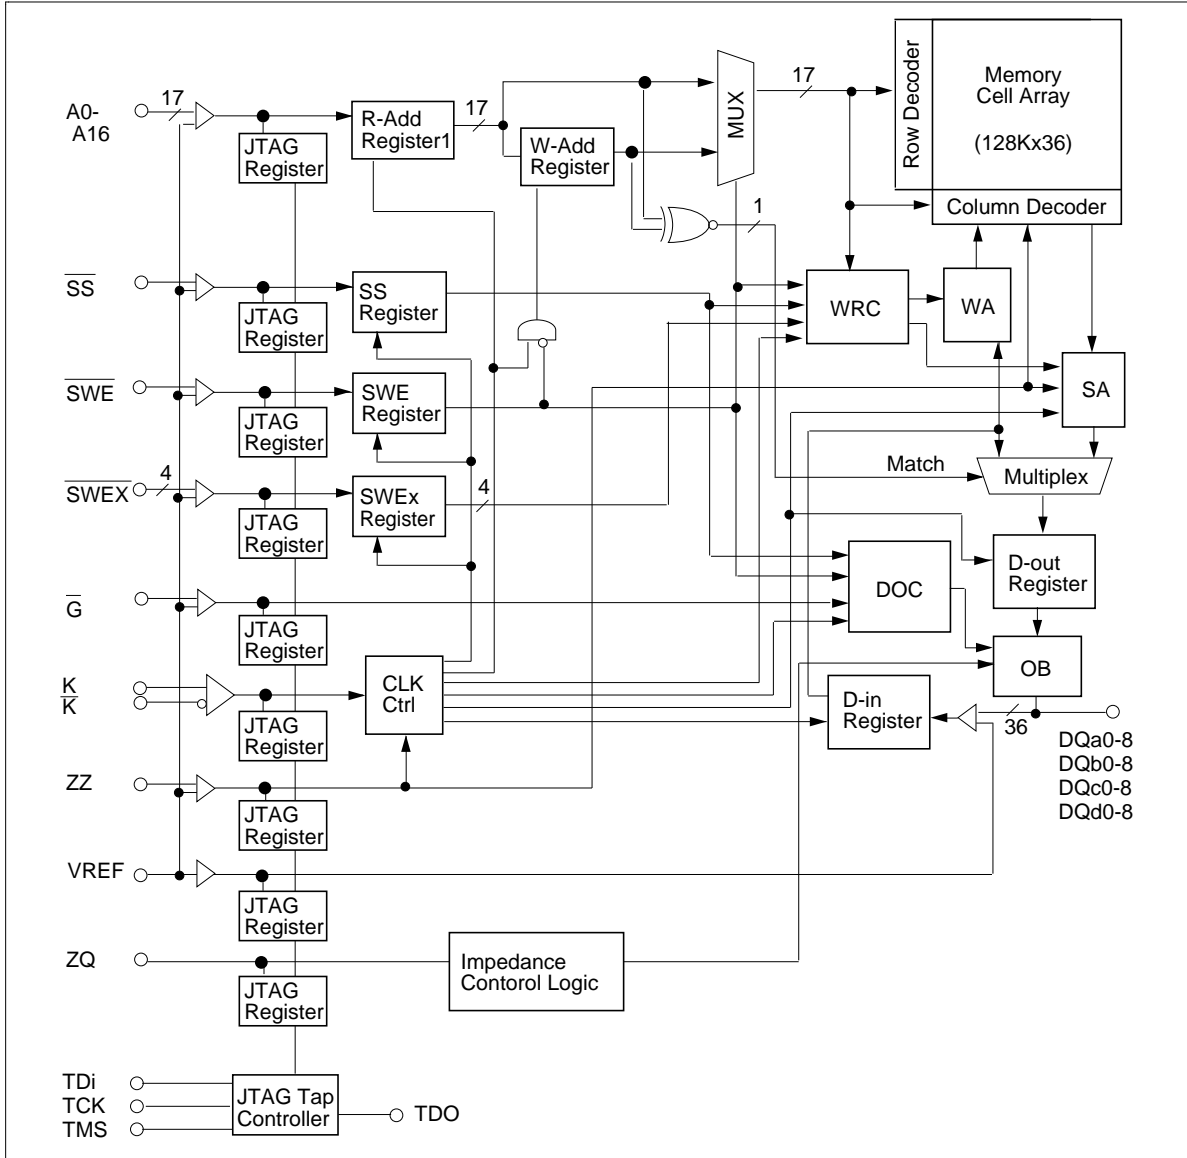 A0-
A16
17
JTAG
Register
R-Add
Register1
17
W-Add
Register
MUX
17
Row Decoder
Memory
Cell Array
(128Kx36)
Column Decoder
1
SS
JTAG
Register
SS
Register
WRC
WA
SWE
JTAG
Register
SWE
Register
SA
SWEX
4
JTAG
Register
SWEx
Register
4
Match
Multiplex
G
JTAG
Register
DOC
D-out
Register
K
K
JTAG
Register
CLK
Ctrl
D-in
Register
OB
36
DQa0-8
DQb0-8
DQc0-8
DQd0-8
ZZ
JTAG
Register
VREF
JTAG
Register
ZQ
JTAG
Register
Impedance
Contorol Logic
TDi
TCK
TMS
JTAG Tap
Controller
TDO